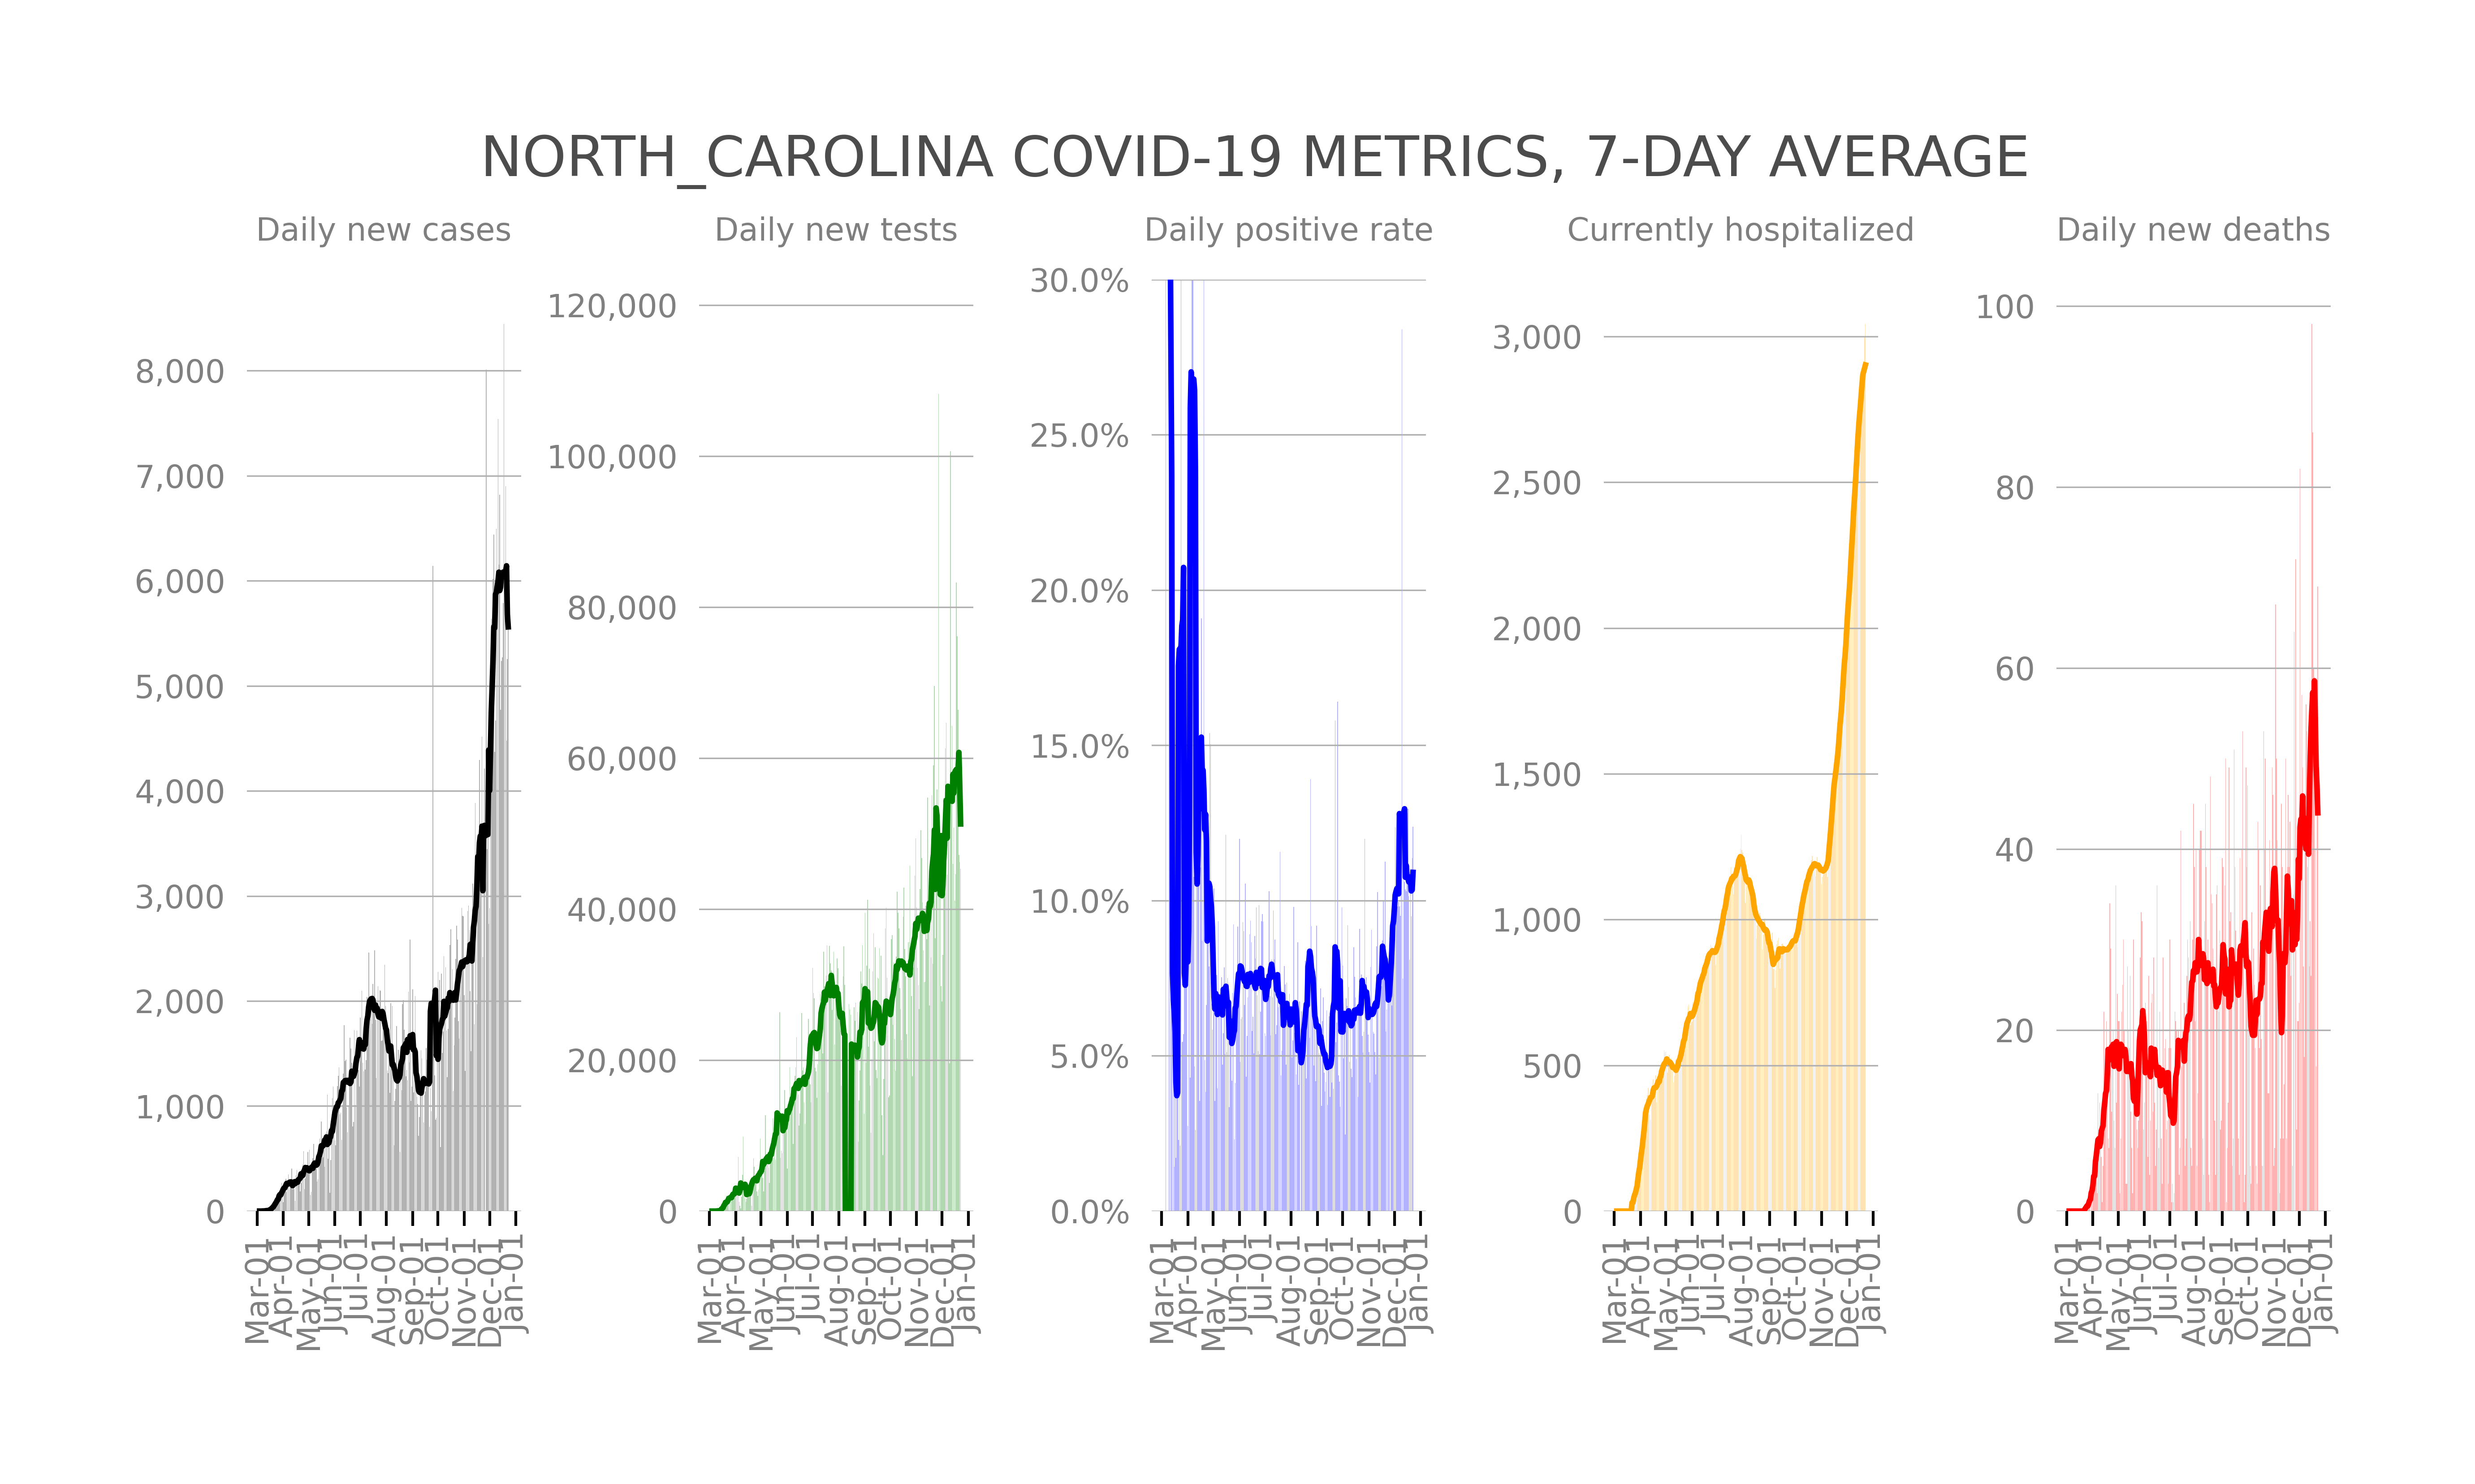 NORTH_CAROLINA COVID-19 METRICS, 7-DAY AVERAGE
Daily new cases
8,000
7,000
6,000
5,000
4,000
3,000
2,000
1,000
0
Mar-01
Apr-01
May-01
Jun-01
Jul-01
Aug-01
Sep-01
Oct-01
Nov-01
Dec-01
Jan-01
Daily new tests
120,000
100,000
80,000
60,000
40,000
20,000
0
Mar-01
Apr-01
May-01
Jun-01
Jul-01
Aug-01
Sep-01
Oct-01
Nov-01
Dec-01
Jan-01
Daily positive rate
30.0%
25.0%
20.0%
15.0%
10.0%
5.0%
0.0%
Mar-01
Apr-01
May-01
Jun-01
Jul-01
Aug-01
Sep-01
Oct-01
Nov-01
Dec-01
Jan-01
Currently hospitalized
3,000
2,500
2,000
1,500
1,000
500
0
Mar-01
Apr-01
May-01
Jun-01
Jul-01
Aug-01
Sep-01
Oct-01
Nov-01
Dec-01
Jan-01
Daily new deaths
100
80
60
40
20
0
Mar-01
Apr-01
May-01
Jun-01
Jul-01
Aug-01
Sep-01
Oct-01
Nov-01
Dec-01
Jan-01